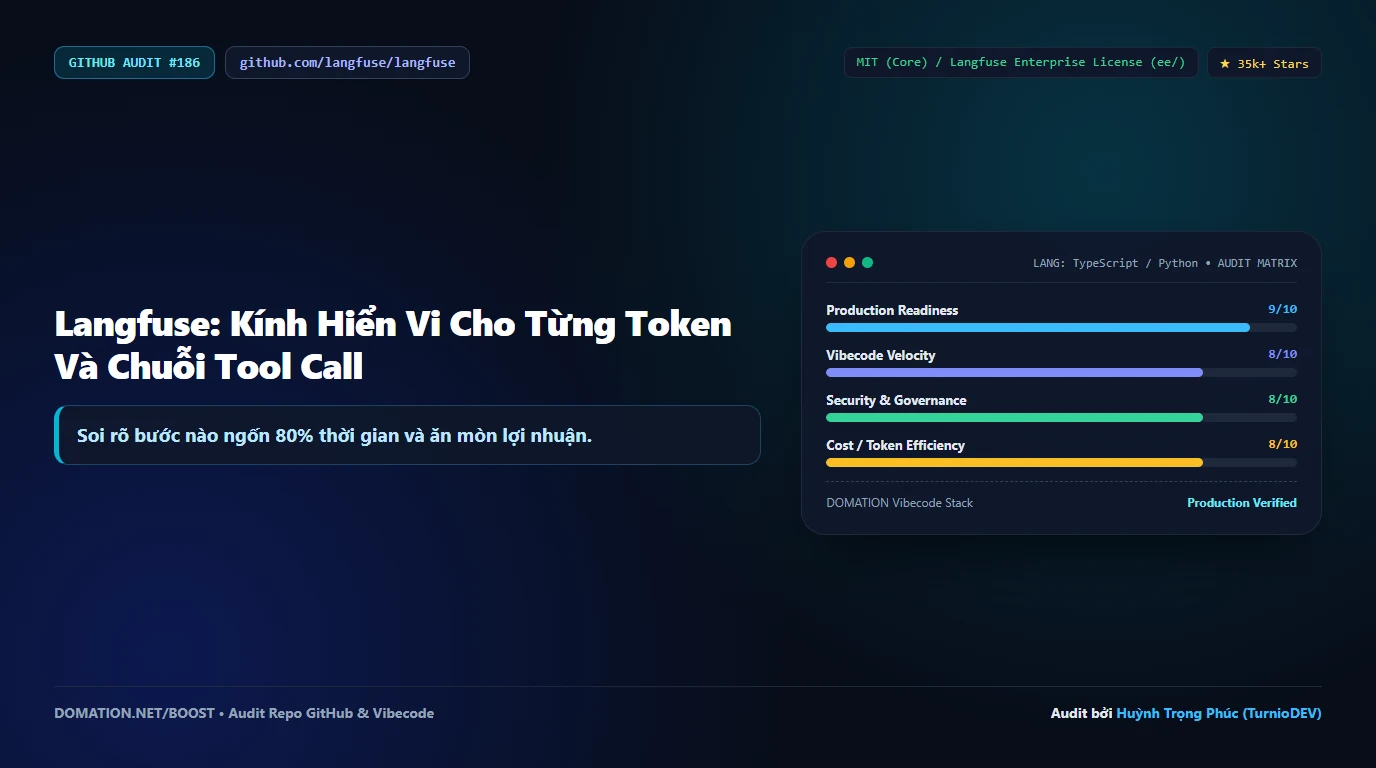 GITHUB AUDIT #186
github.com/langfuse/langfuse
MIT (Core) / Langfuse Enterprise License (ee/)
★ 35k+ Stars
Langfuse: Kính Hiển Vi Cho Từng Token
Và Chuỗi Tool Call
Soi rõ bước nào ngốn 80% thời gian và ăn mòn lợi nhuận.
LANG: TypeScript / Python • AUDIT MATRIX
Production Readiness 9/10
Vibecode Velocity 8/10
Security & Governance 8/10
Cost / Token Efficiency 8/10
DOMATION Vibecode Stack Production Verified
DOMATION.NET/BOOST • Audit Repo GitHub & Vibecode
Audit bởi Huỳnh Trọng Phúc (TurnioDEV)